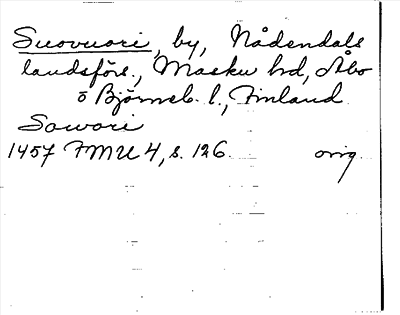 Suovuori, by, Nådendals
landsförs., Masku hd, Åbo
o Björneb. l., Finland
Sowori
1457 FMU 4, s. 126. orig.